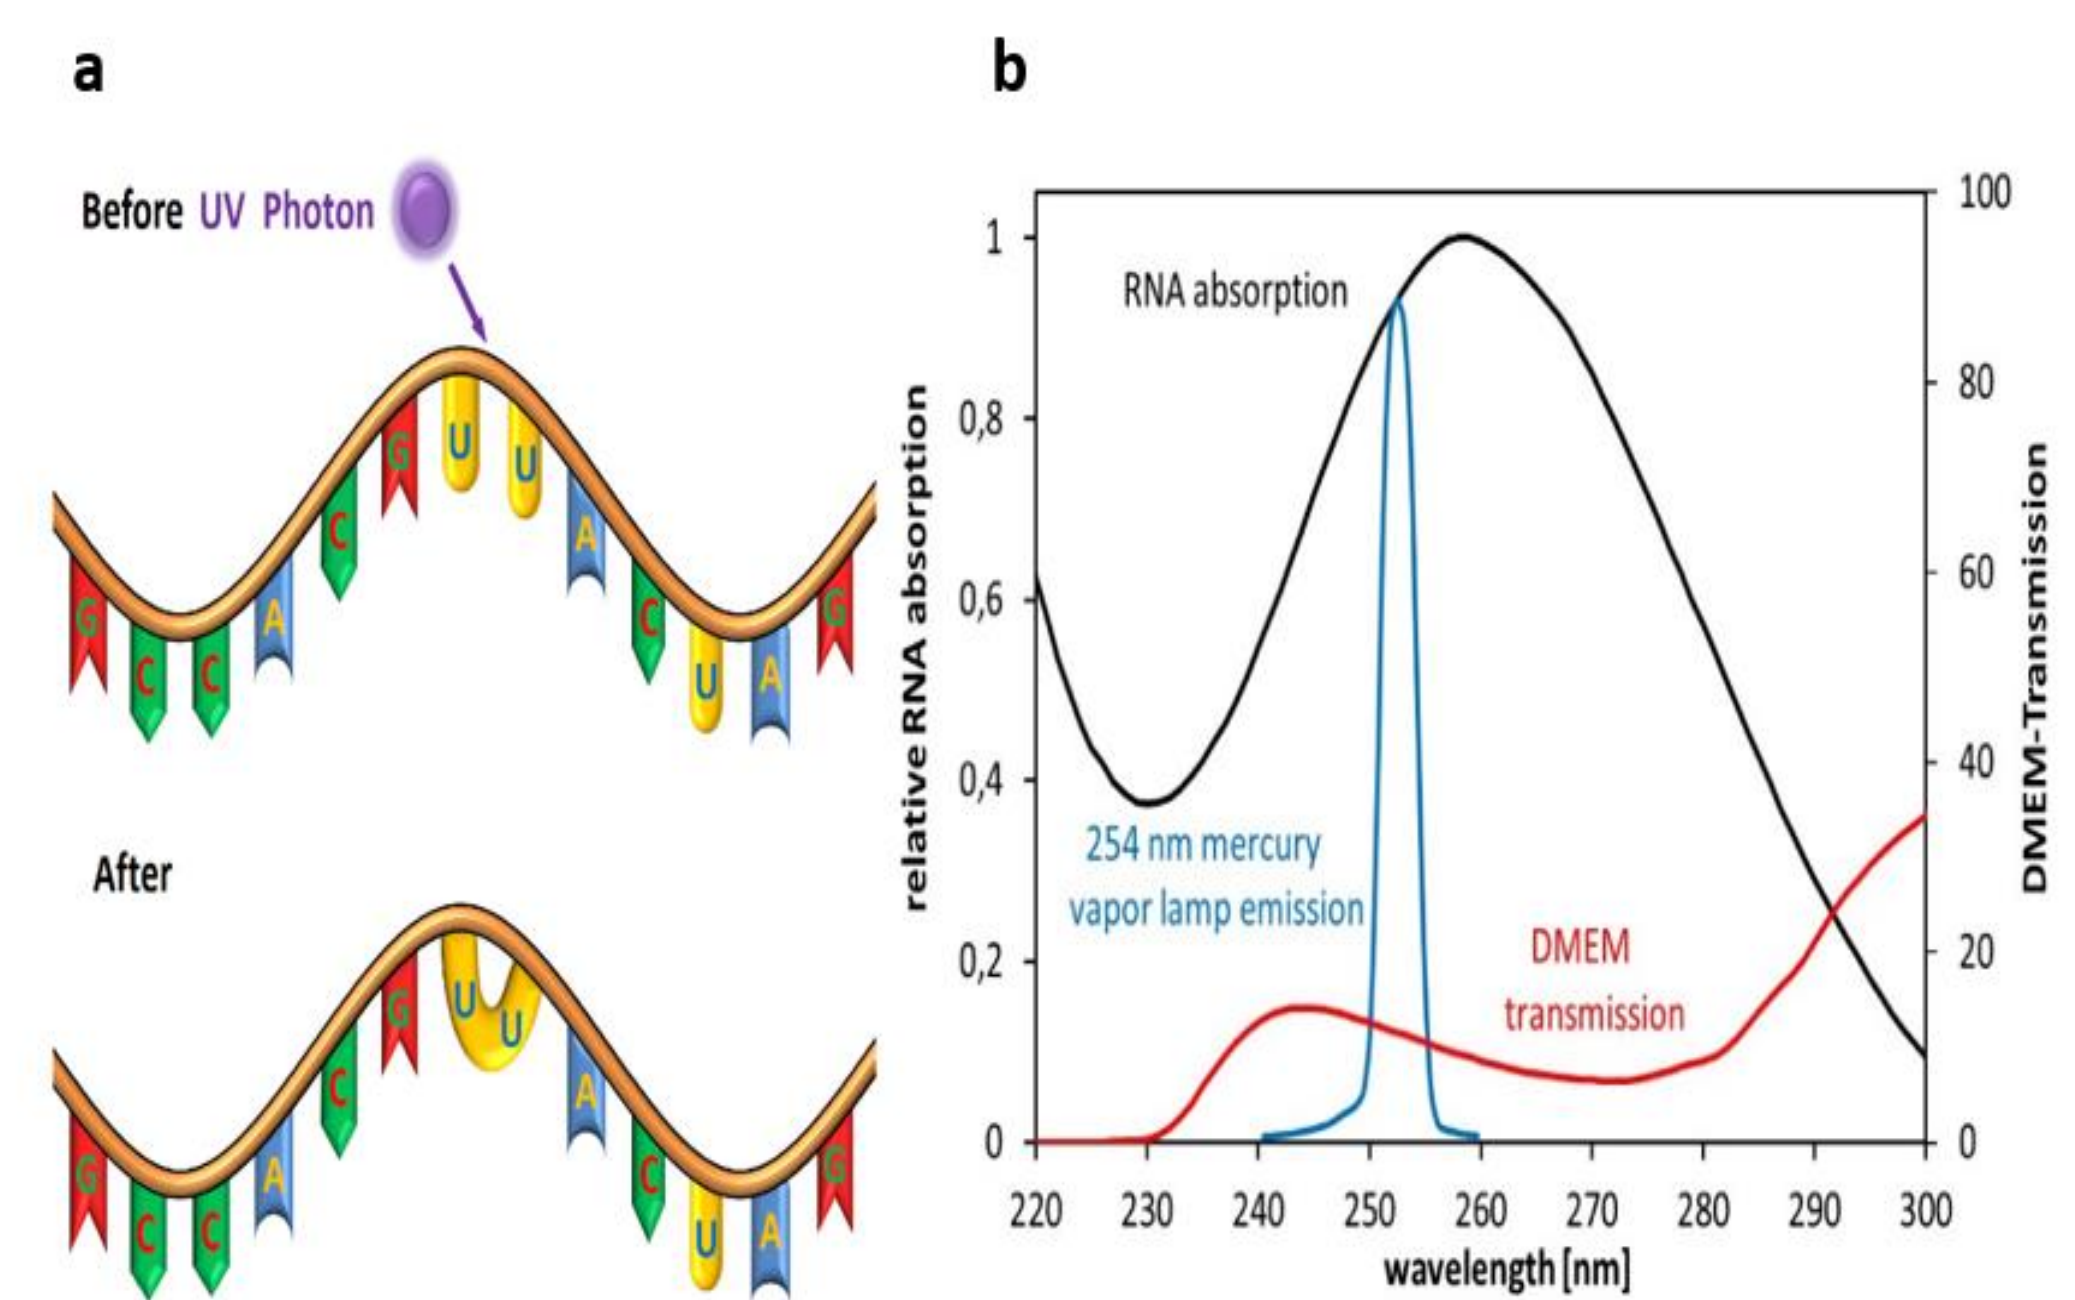 a
Before UV Photon
G C C A C G U U A C U A G
After
G C C A C G U U A C U A G
b
relative RNA absorption
1
0,8
0,6
0,4
0,2
0
RNA absorption
254 nm mercury
vapor lamp emission
DMEM
transmission
100
80
60
40
20
0
DMEM-Transmission
220 230 240 250 260 270 280 290 300
wavelength [nm]